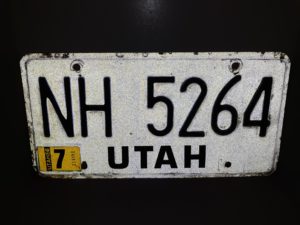 NH 5264
7 . UTAH .